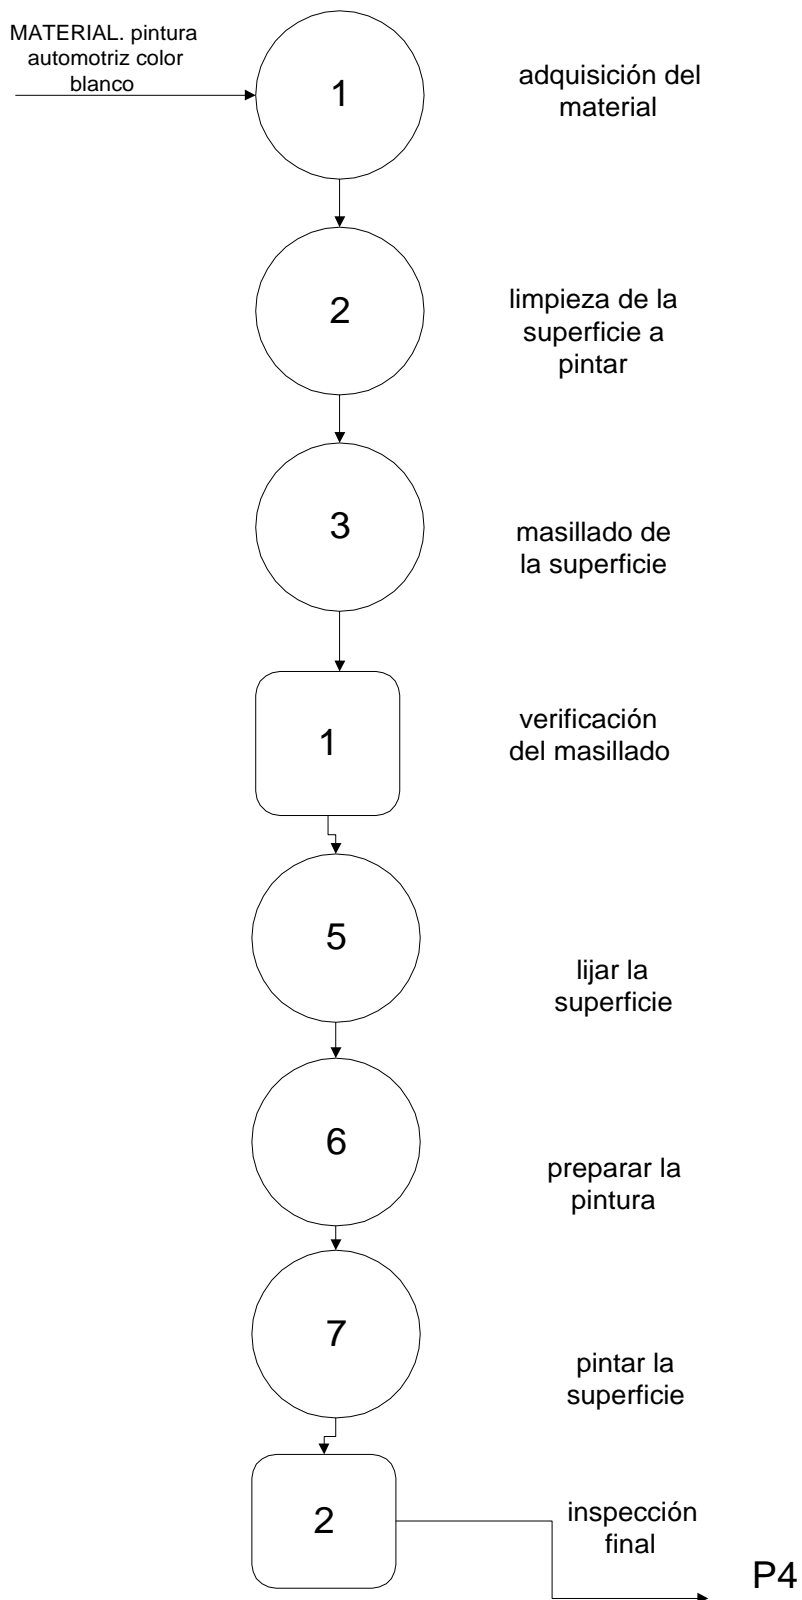 MATERIAL. pintura
automotriz color
blanco
1
adquisición del
material
2
limpieza de la
superficie a
pintar
3
masillado de
la superficie
1
verificación
del masillado
5
lijar la
superficie
6
preparar la
pintura
7
pintar la
superficie
2
inspección
final
P4